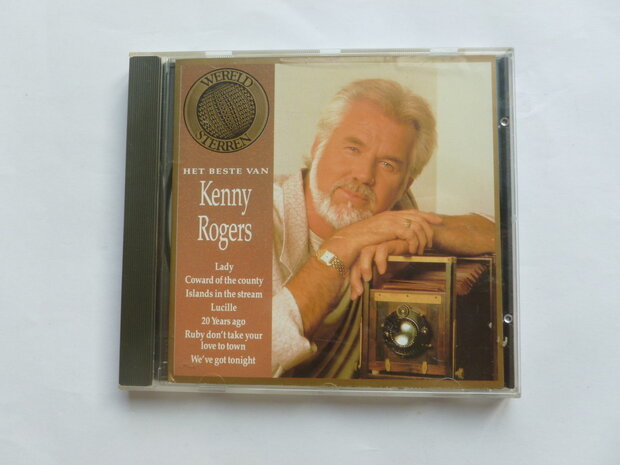 WERELD
STERREN
HET BESTE VAN
Kenny
Rogers
Lady
Coward of the county
Islands in the stream
Lucille
20 Years ago
Ruby don't take your
love to town
We've got tonight